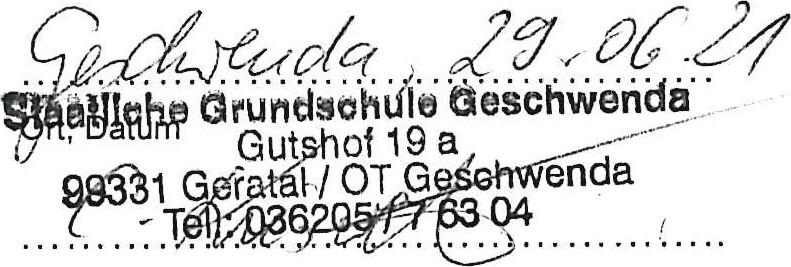 Geschwenda, 29.06.21
Staatliche Grundschule Geschwenda
Ort, Datum
Gutshof 19 a
99331 Geratal / OT Geschwenda
Tel.: 036205 / 7 63 04